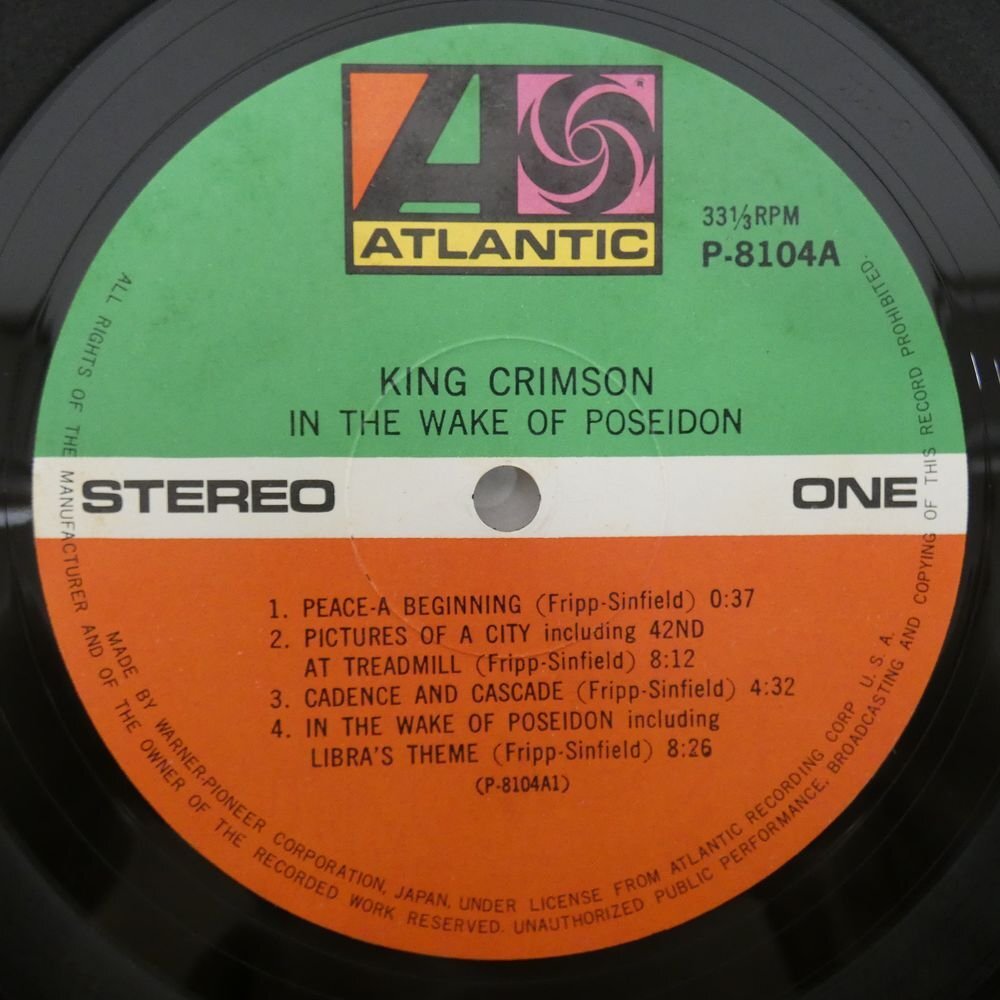 A
®
ATLANTIC
33⅓RPM
P-8104A
KING CRIMSON
IN THE WAKE OF POSEIDON
STEREO
ONE
1. PEACE-A BEGINNING (Fripp-Sinfield) 0:37
2. PICTURES OF A CITY including 42ND
AT TREADMILL (Fripp-Sinfield) 8:12
3. CADENCE AND CASCADE (Fripp-Sinfield) 4:32
4. IN THE WAKE OF POSEIDON including
LIBRA'S THEME (Fripp-Sinfield) 8:26
(P-8104A1)
MADE BY WARNER-PIONEER CORPORATION, JAPAN, UNDER LICENSE FROM ATLANTIC RECORDING CORP. U.S.A.
ALL RIGHTS OF THE MANUFACTURER AND OF THE OWNER OF THE RECORDED WORK RESERVED. UNAUTHORIZED PUBLIC PERFORMANCE, BROADCASTING AND COPYING OF THIS RECORD PROHIBITED.